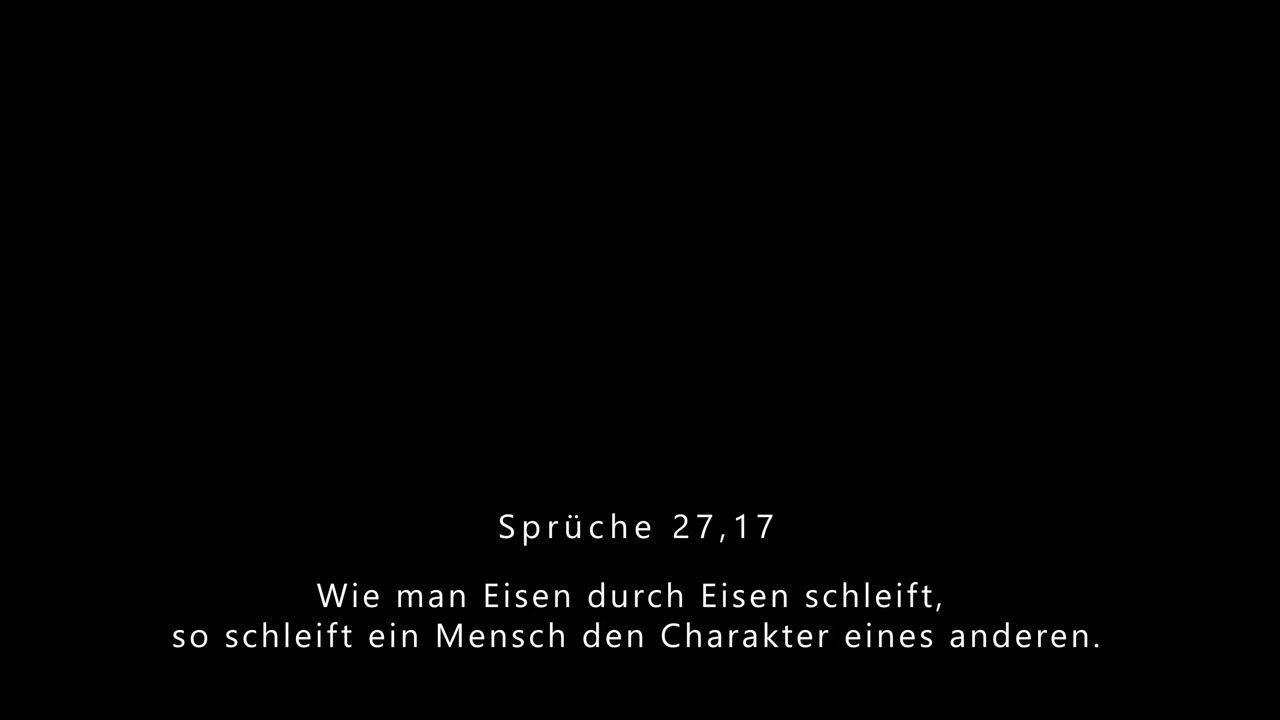 Sprüche 27,17
Wie man Eisen durch Eisen schleift,
so schleift ein Mensch den Charakter eines anderen.